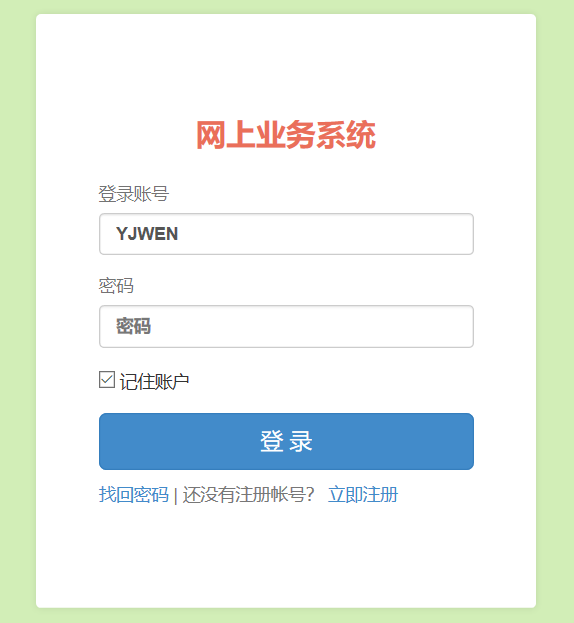 网上业务系统
登录账号
YJWEN
密码
密码
记住账户
登 录
找回密码 | 还没有注册帐号？ 立即注册